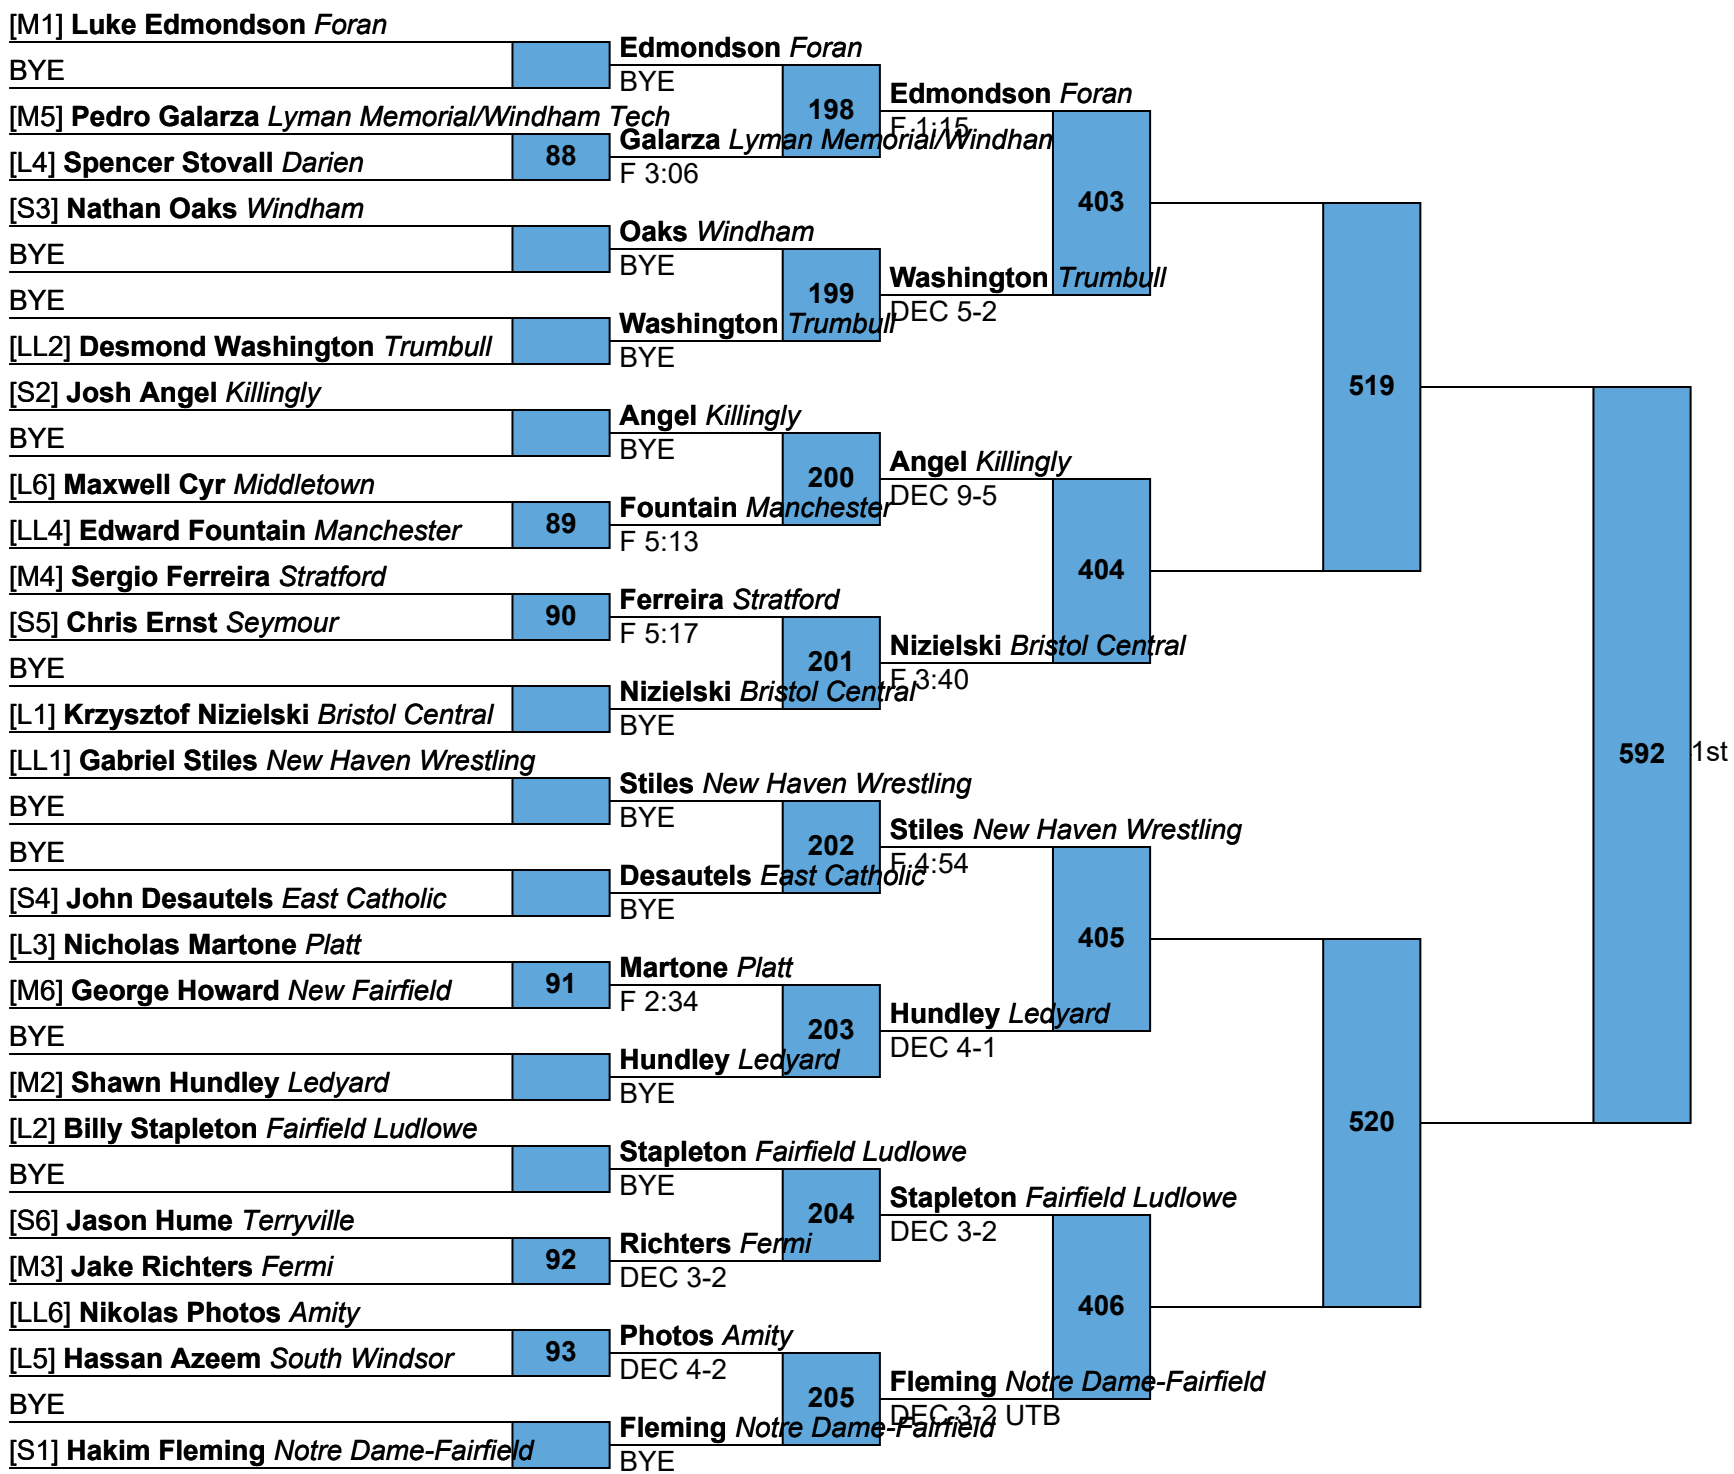 [M1] Luke Edmondson Foran
BYE
[M5] Pedro Galarza Lyman Memorial/Windham Tech
[L4] Spencer Stovall Darien
[S3] Nathan Oaks Windham
BYE
BYE
[LL2] Desmond Washington Trumbull
[S2] Josh Angel Killingly
BYE
[L6] Maxwell Cyr Middletown
[LL4] Edward Fountain Manchester
[M4] Sergio Ferreira Stratford
[S5] Chris Ernst Seymour
BYE
[L1] Krzysztof Nizielski Bristol Central
[LL1] Gabriel Stiles New Haven Wrestling
BYE
BYE
[S4] John Desautels East Catholic
[L3] Nicholas Martone Platt
[M6] George Howard New Fairfield
BYE
[M2] Shawn Hundley Ledyard
[L2] Billy Stapleton Fairfield Ludlowe
BYE
[S6] Jason Hume Terryville
[M3] Jake Richters Fermi
[LL6] Nikolas Photos Amity
[L5] Hassan Azeem South Windsor
BYE
[S1] Hakim Fleming Notre Dame-Fairfield
88
89
90
91
92
93
Edmondson Foran
BYE
Galarza Lyman Memorial/Windham
F 3:06
Oaks Windham
BYE
Washington Trumbull
BYE
Angel Killingly
BYE
Fountain Manchester
F 5:13
Ferreira Stratford
F 5:17
Nizielski Bristol Central
BYE
Stiles New Haven Wrestling
BYE
Desautels East Catholic
BYE
Martone Platt
F 2:34
Hundley Ledyard
BYE
Stapleton Fairfield Ludlowe
BYE
Richters Fermi
DEC 3-2
Photos Amity
DEC 4-2
Fleming Notre Dame-Fairfield
BYE
198
199
200
201
202
203
204
205
Edmondson Foran
F 1:15
Washington Trumbull
DEC 5-2
Angel Killingly
DEC 9-5
Nizielski Bristol Central
F 3:40
Stiles New Haven Wrestling
F 4:54
Hundley Ledyard
DEC 4-1
Stapleton Fairfield Ludlowe
DEC 3-2
Fleming Notre Dame-Fairfield
DEC 3-2 UTB
403
404
405
406
519
520
592
1st